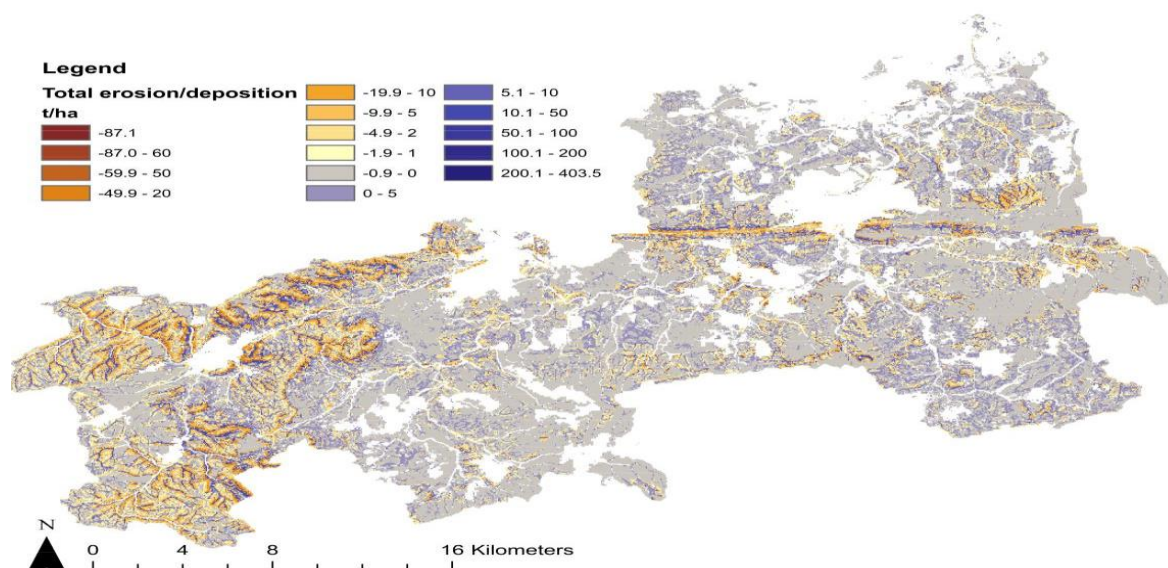 Legend
Total erosion/deposition
t/ha
-87.1
-87.0 - 60
-59.9 - 50
-49.9 - 20
-19.9 - 10
-9.9 - 5
-4.9 - 2
-1.9 - 1
-0.9 - 0
0 - 5
5.1 - 10
10.1 - 50
50.1 - 100
100.1 - 200
200.1 - 403.5
N
0 4 8 16 Kilometers